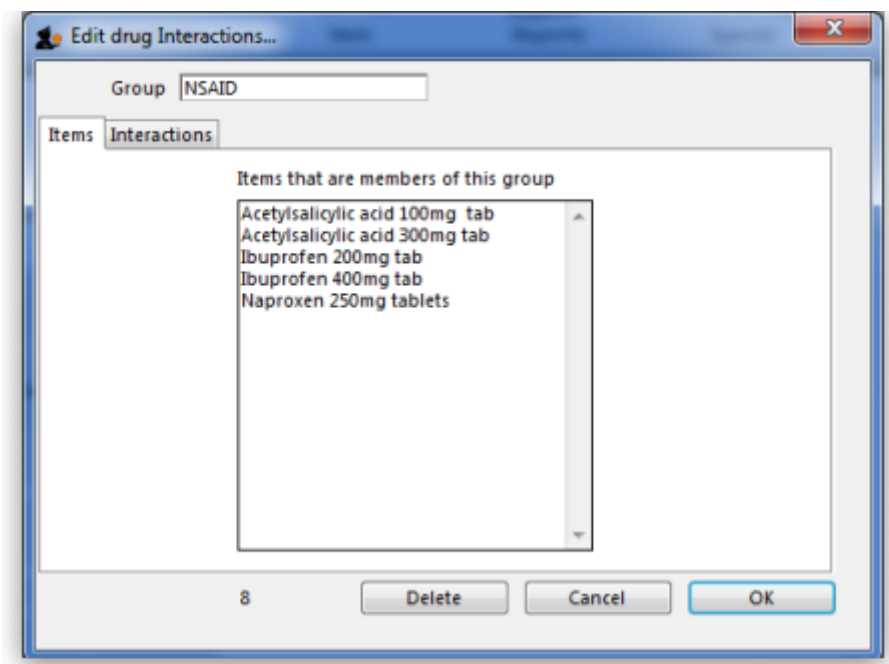 Edit drug Interactions...
Group NSAID
Items Interactions
Items that are members of this group
Acetylsalicylic acid 100mg  tab
Acetylsalicylic acid 300mg tab
Ibuprofen 200mg tab
Ibuprofen 400mg tab
Naproxen 250mg tablets
8 Delete Cancel OK